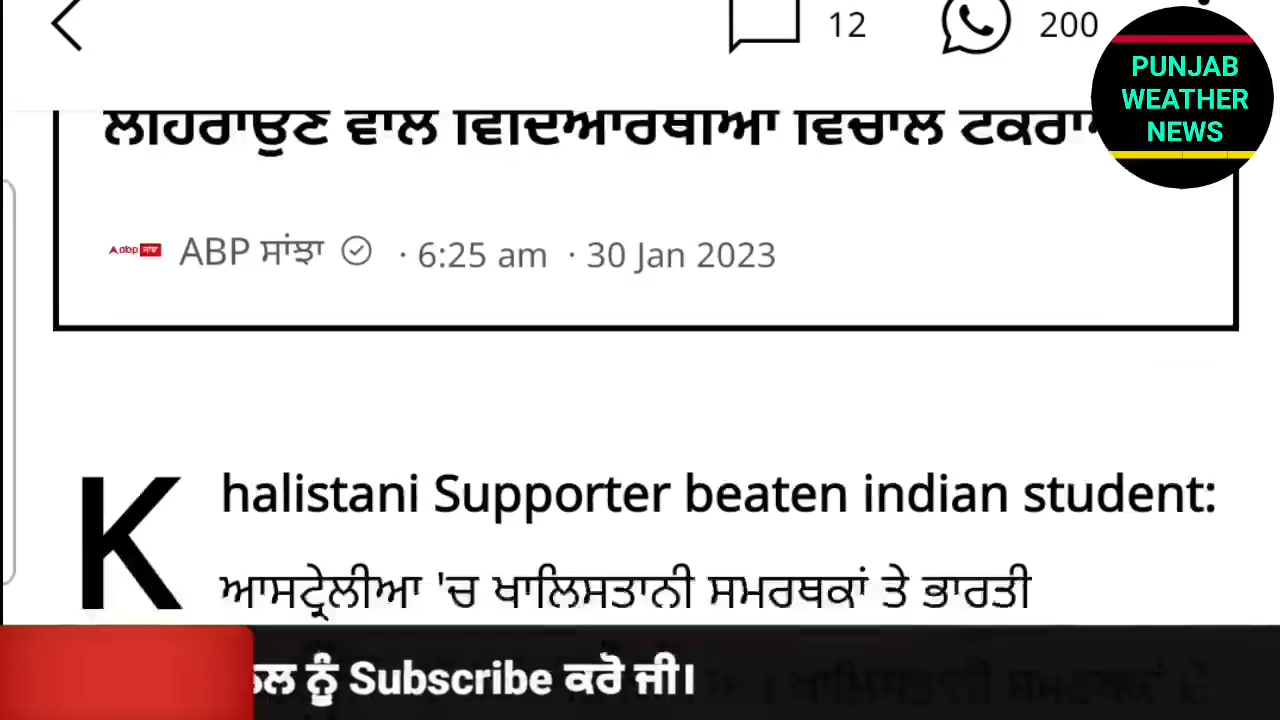 12
200
PUNJAB
WEATHER
NEWS
ਲਹਿਰਾਉਣ ਵਾਲੇ ਵਿਦਿਆਰਥੀਆਂ ਵਿਚਾਲੇ
abp ਸਾਂਝਾ
ABP ਸਾਂਝਾ · 6:25 am · 30 Jan 2023
Khalistani Supporter beaten indian student:
ਆਸਟ੍ਰੇਲੀਆ 'ਚ ਖਾਲਿਸਤਾਨੀ ਸਮਰਥਕਾਂ ਤੇ ਭਾਰਤੀ
ਨੂੰ Subscribe ਕਰੋ ਜੀ।